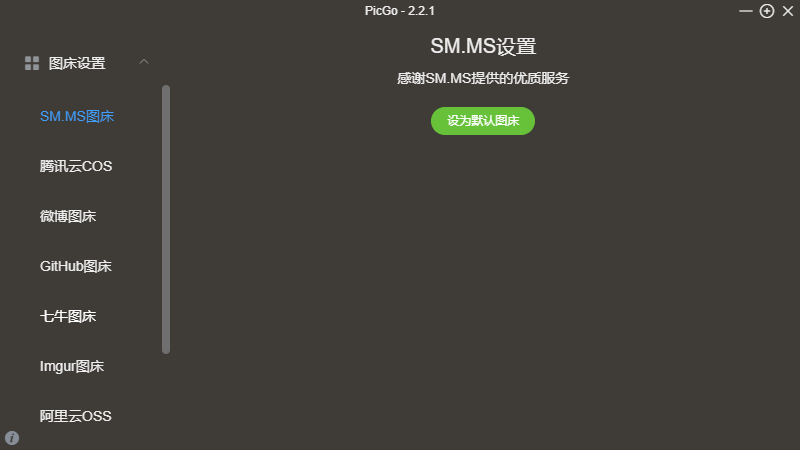 PicGo - 2.2.1
图床设置
SM.MS图床
腾讯云COS
微博图床
GitHub图床
七牛图床
Imgur图床
阿里云OSS
SM.MS设置
感谢SM.MS提供的优质服务
设为默认图床